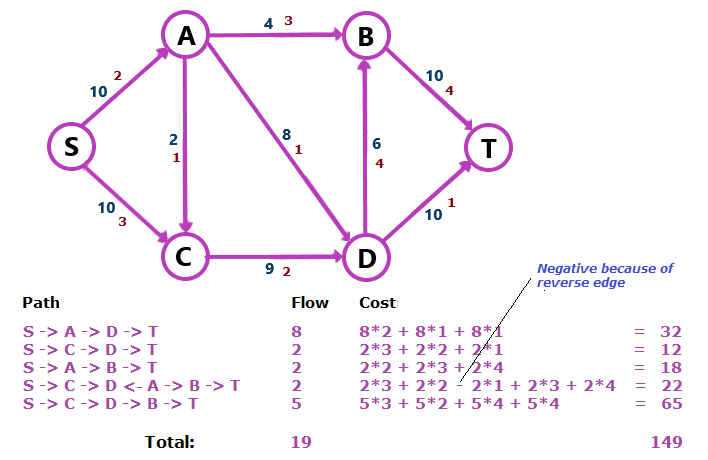 A
4 3
B
2
10
10
4
S
2
1
8
1
6
4
T
10
3
10
1
C
9 2
D
Negative because of
reverse edge
Path Flow Cost:
S -> A -> D -> T 8 8*2 + 8*1 + 8*1 = 32
S -> C -> D -> T 2 2*3 + 2*2 + 2*1 = 12
S -> A -> B -> T 2 2*2 + 2*3 + 2*4 = 18
S -> C -> D <- A -> B -> T 2 2*3 + 2*2 - 2*1 + 2*3 + 2*4 = 22
S -> C -> D -> B -> T 5 5*3 + 5*2 + 5*4 + 5*4 = 65
Total: 19 149